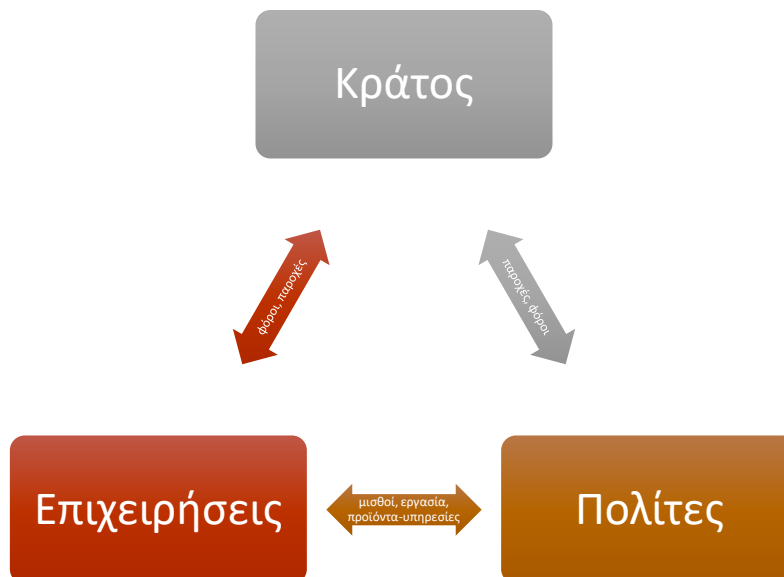 Κράτος
φόροι, παροχές
παροχές, φόροι
Επιχειρήσεις
μισθοί, εργασία,
προϊόντα-υπηρεσίες
Πολίτες